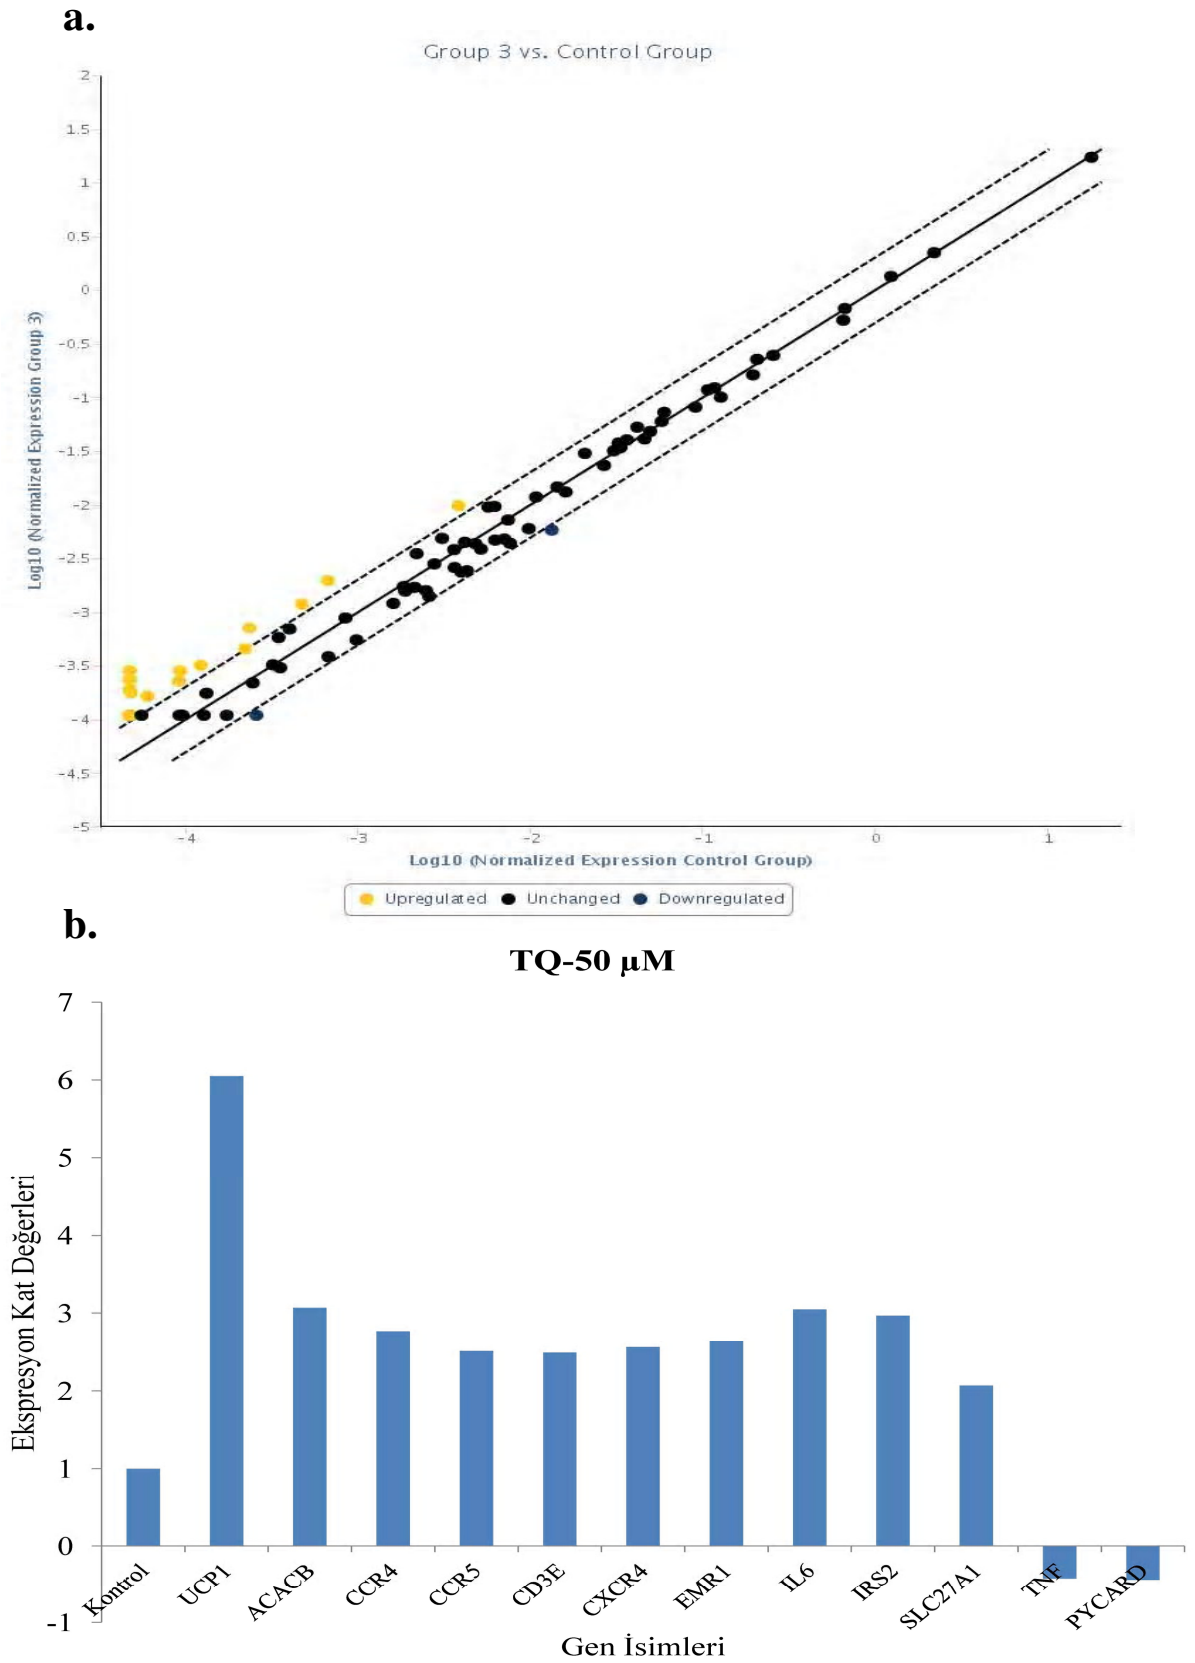 a.
Group 3 vs. Control Group
2
1.5
1
0.5
0
-0.5
-1
-1.5
-2
-2.5
-3
-3.5
-4
-4.5
-5
Log10 (Normalized Expression Group 3)
-4 -3 -2 -1 0 1
Log10 (Normalized Expression Control Group)
Upregulated Unchanged Downregulated
b.
TQ-50 µM
7
6
5
4
3
2
1
0
-1
Ekspresyon Kat Değerleri
Kontrol UCP1 ACACB CCR4 CCR5 CD3E CXCR4 EMR1 IL6 IRS2 SLC27A1 TNF PYCARD
Gen İsimleri